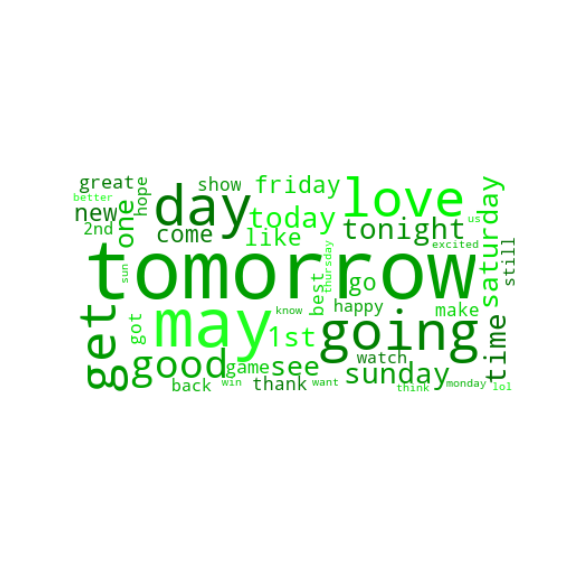 great
hope
show
friday
love
saturday
better
new
one
day
today
tonight
us
2nd
come
like
excited
still
tomorrow
sun
best
thursday
go
get
got
may
know
happy
make
1st
going
time
good
game
see
watch
sunday
back
win
thank
want
think
monday
lol